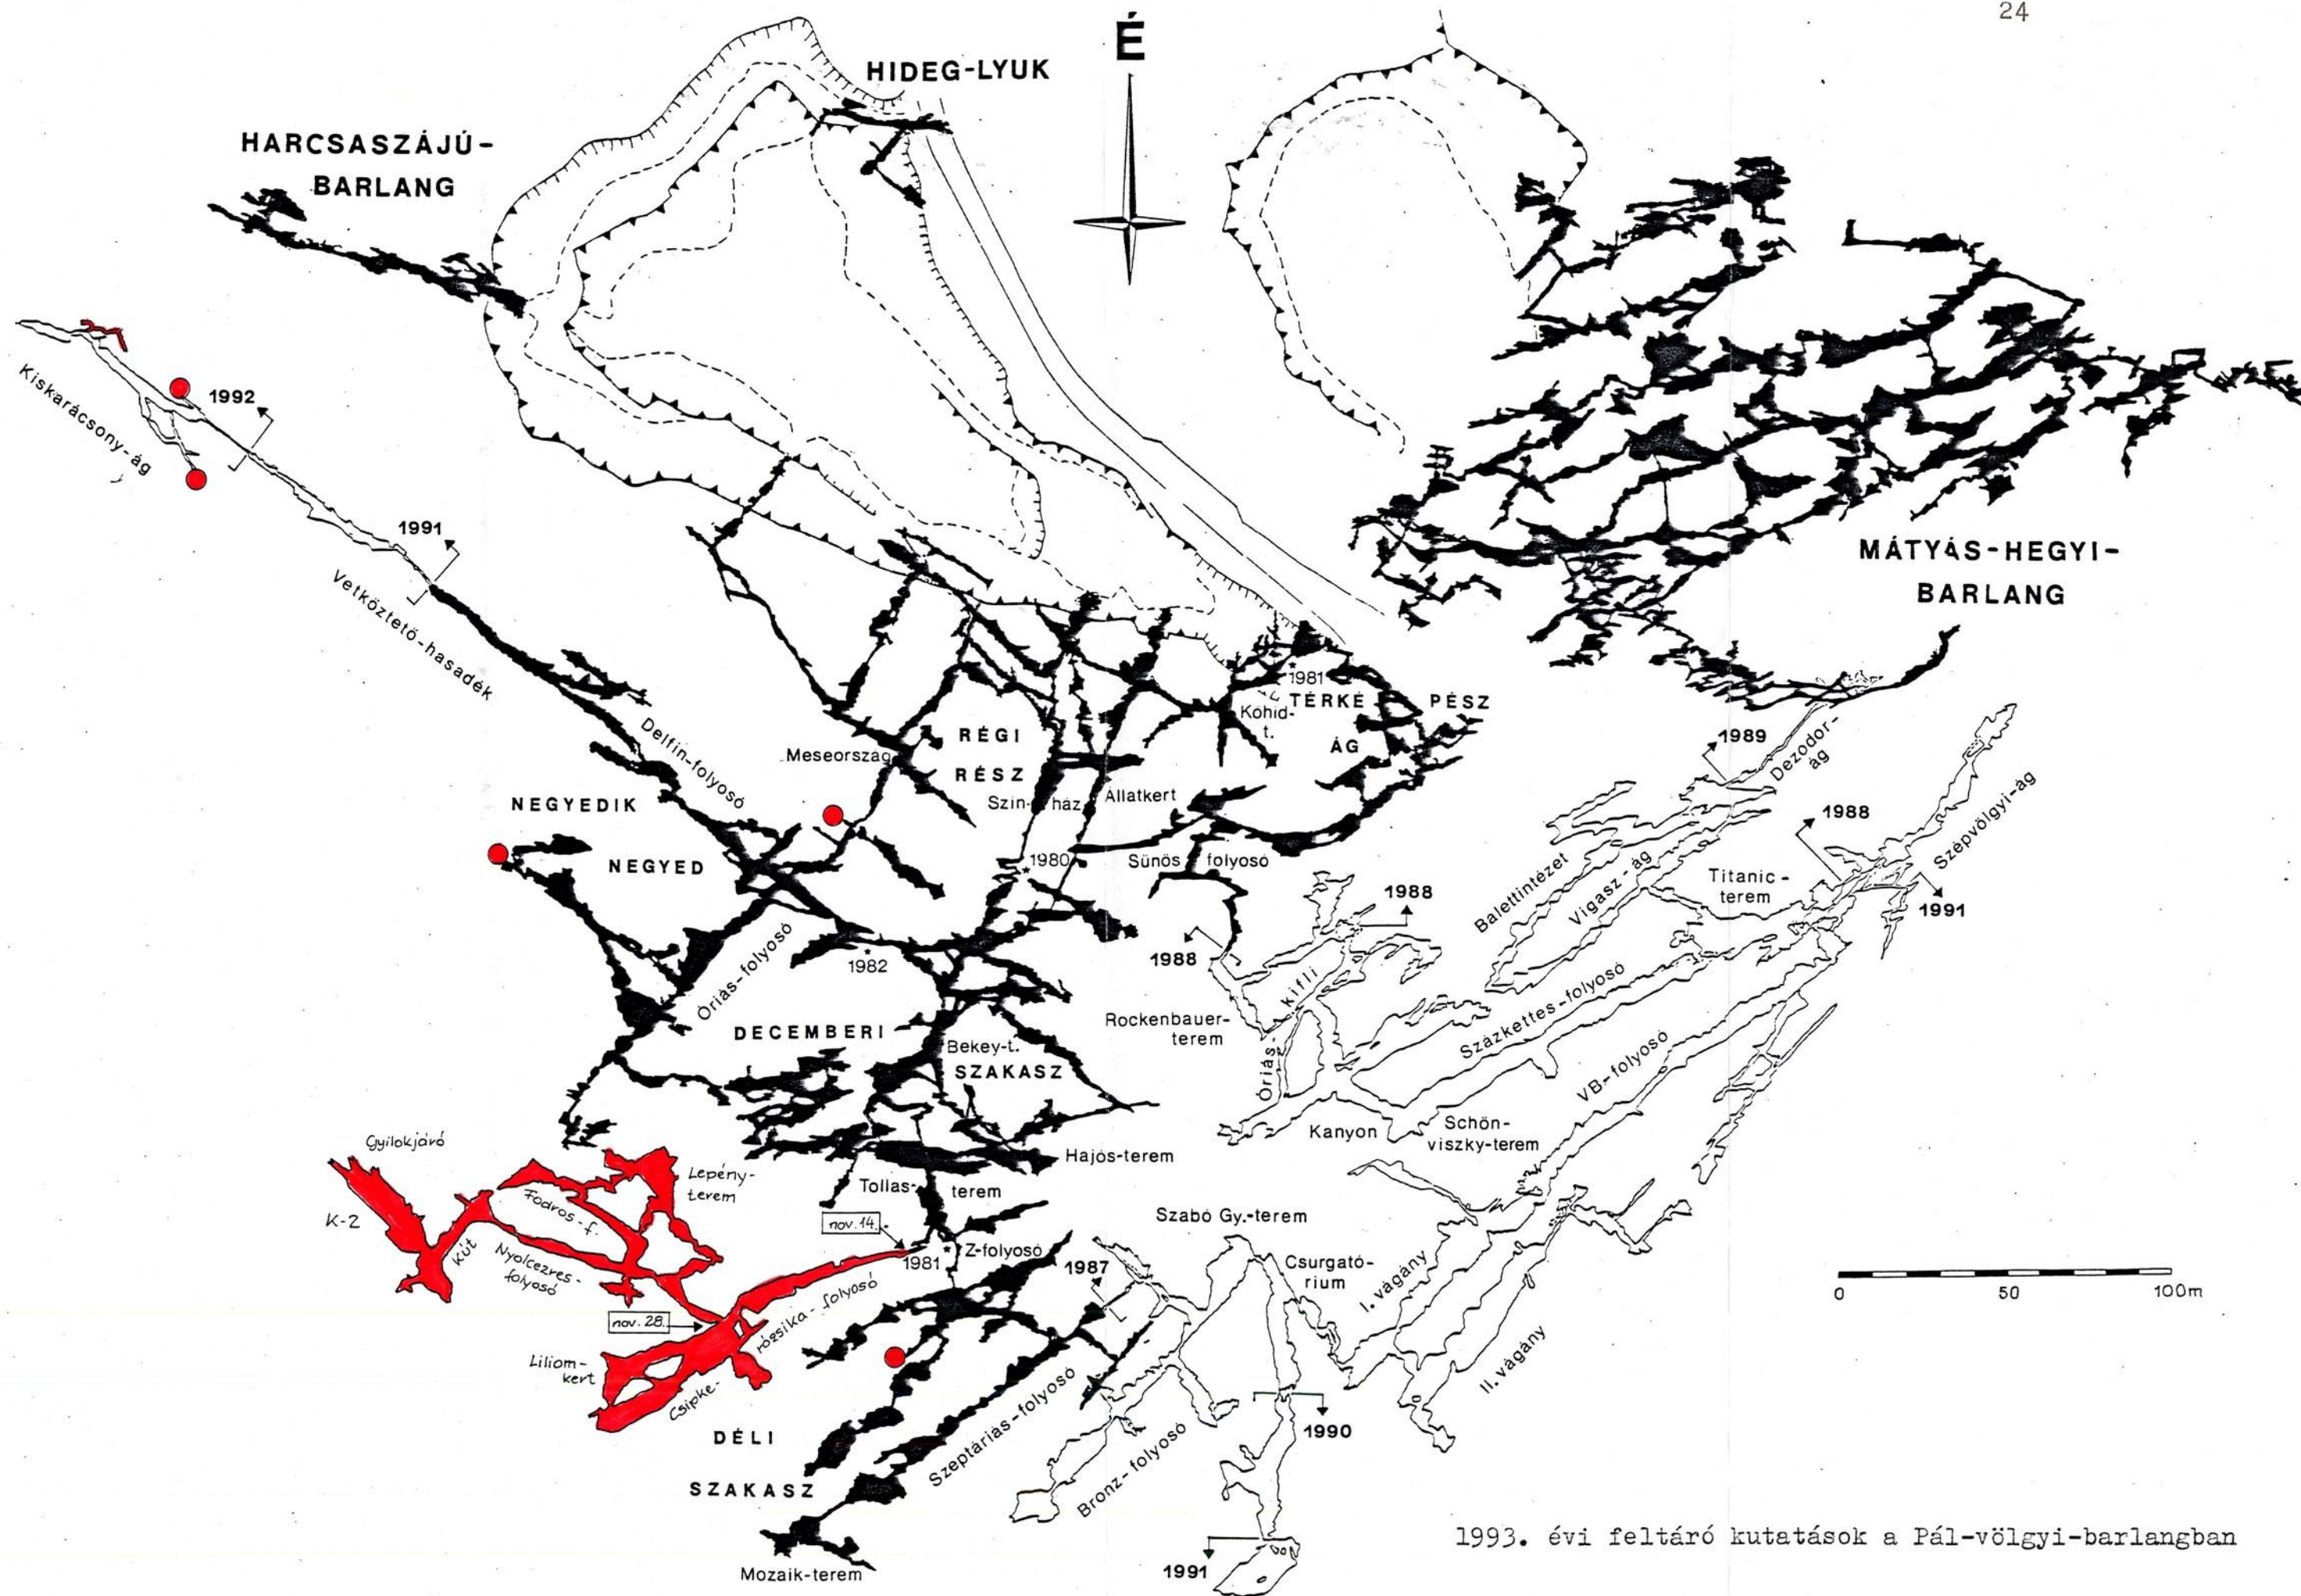 24
É
HIDEG-LYUK
HARCSASZÁJÚ-
BARLANG
Kiskarácsony-ág
1992
1991
Vetkőztető-hasadék
MÁTYÁS-HEGYI-
BARLANG
Delfin-folyosó
Meseország
RÉGI
RÉSZ
Szín-ház
Állatkert
1981
TÉRKÉ
PÉSZ
ÁG
Kőhíd-
t.
1989
Dezodor-
ág
NEGYEDIK
NEGYED
1980
Sünös folyosó
1988
1988
1988
Szépvölgyi-ág
1991
Balettintézet
Vigasz-ág
Titanic-
terem
Óriás-folyosó
1982
Rockenbauer-
terem
Óriás-kifli
Százkettes-folyosó
VB-folyosó
DECEMBERI
Bekey-t.
SZAKASZ
Kanyon
Schön-
viszky-terem
Hajós-terem
Tollas-terem
Gyilokjáró
Lepény-
terem
Fodros-f.
K-2
Kút
Nyolcezres-
folyosó
nov.14.
1981
Z-folyosó
1987
Szabó Gy.-terem
Csurgató-
rium
I. vágány
II. vágány
0 50 100m
nov. 28.
Csipke-rózsika-folyosó
Liliom-
kert
DÉLI
SZAKASZ
Szeptáriás-folyosó
Bronz-folyosó
1990
1991
Mozaik-terem
1993. évi feltáró kutatások a Pál-völgyi-barlangban